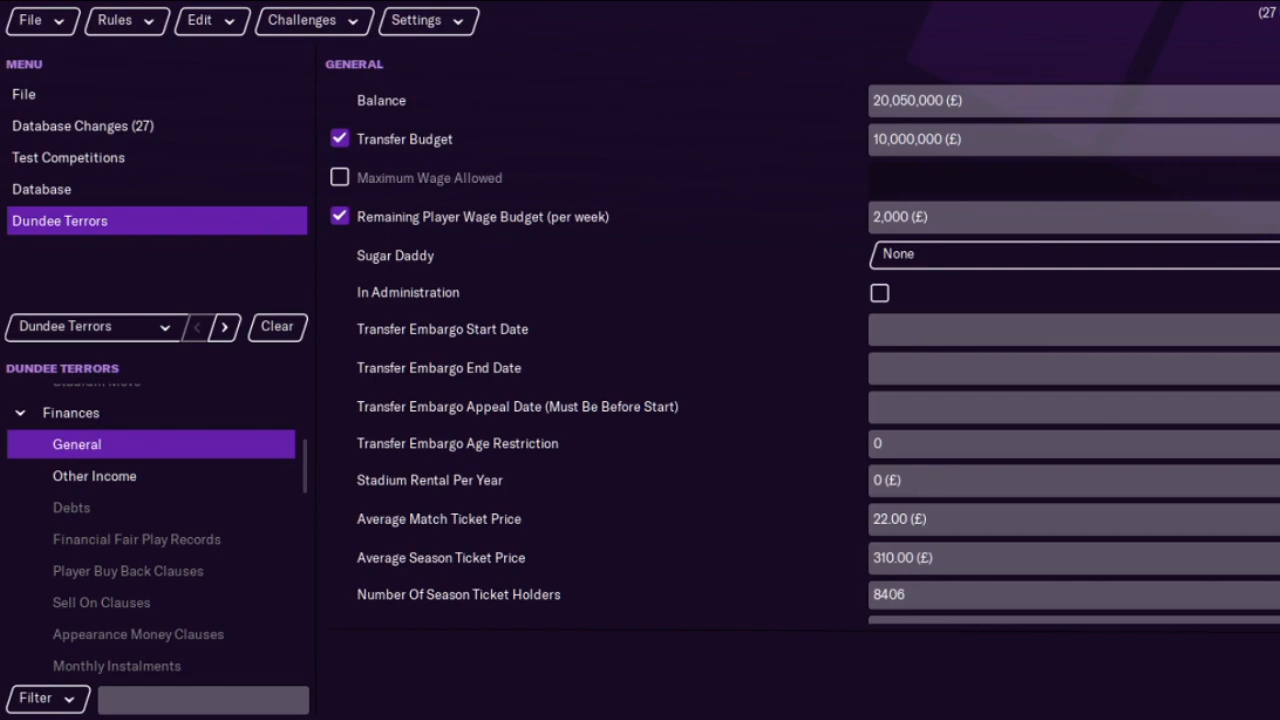 File Rules Edit Challenges Settings (27
MENU
File
Database Changes (27)
Test Competitions
Database
Dundee Terrors
Dundee Terrors < > Clear
DUNDEE TERRORS
Stadium Move
Finances
General
Other Income
Debts
Financial Fair Play Records
Player Buy Back Clauses
Sell On Clauses
Appearance Money Clauses
Monthly Instalments
Filter
GENERAL
Balance 20,050,000 (£)
Transfer Budget 10,000,000 (£)
Maximum Wage Allowed
Remaining Player Wage Budget (per week) 2,000 (£)
Sugar Daddy None
In Administration
Transfer Embargo Start Date
Transfer Embargo End Date
Transfer Embargo Appeal Date (Must Be Before Start)
Transfer Embargo Age Restriction 0
Stadium Rental Per Year 0 (£)
Average Match Ticket Price 22.00 (£)
Average Season Ticket Price 310.00 (£)
Number Of Season Ticket Holders 8406